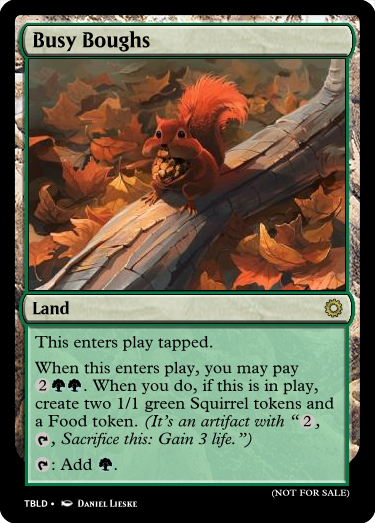 Busy Boughs
Land
This enters play tapped.
When this enters play, you may pay
2. When you do, if this is in play,
create two 1/1 green Squirrel tokens and
a Food token. (It's an artifact with “2,
, Sacrifice this: Gain 3 life.”)
: Add .
(NOT FOR SALE)
TBLD • Daniel Lieske